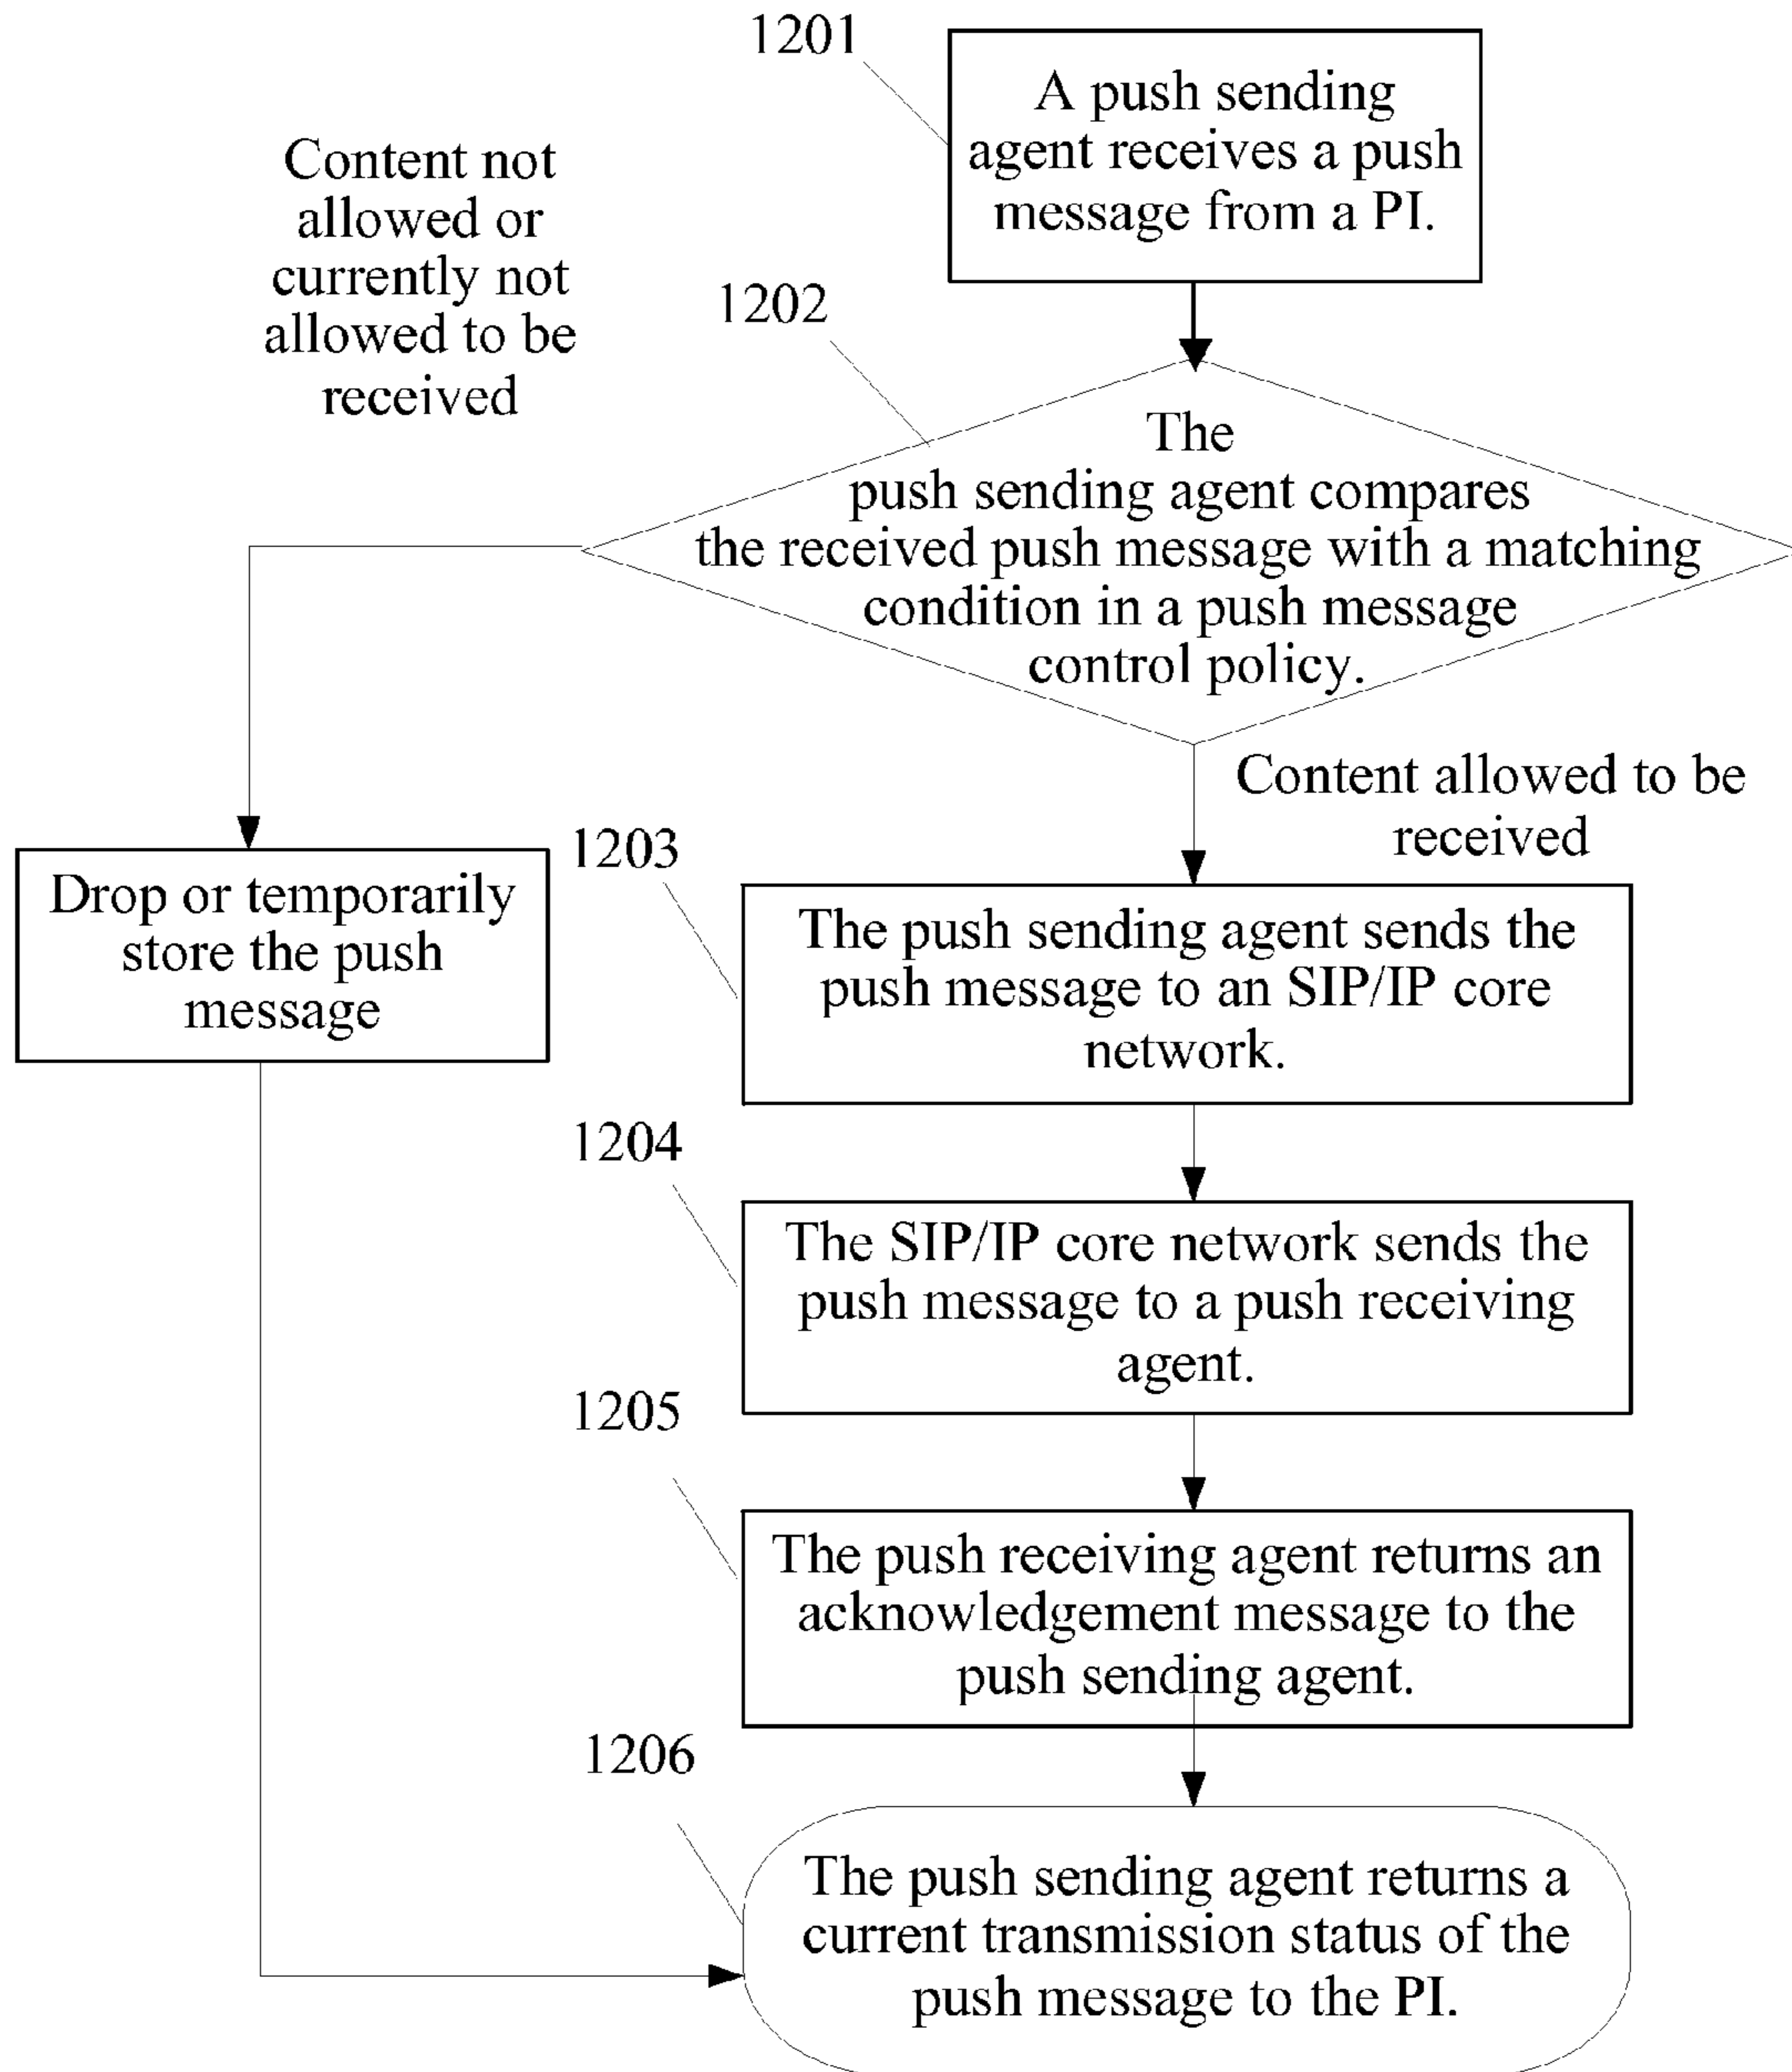 1201
A push sending
agent receives a push
message from a PI.
Content not
allowed or
currently not
allowed to be
received
1202
The
push sending agent compares
the received push message with a matching
condition in a push message
control policy.
Content allowed to be
received
Drop or temporarily
store the push
message
1203
The push sending agent sends the
push message to an SIP/IP core
network.
1204
The SIP/IP core network sends the
push message to a push receiving
agent.
1205
The push receiving agent returns an
acknowledgement message to the
push sending agent.
1206
The push sending agent returns a
current transmission status of the
push message to the PI.